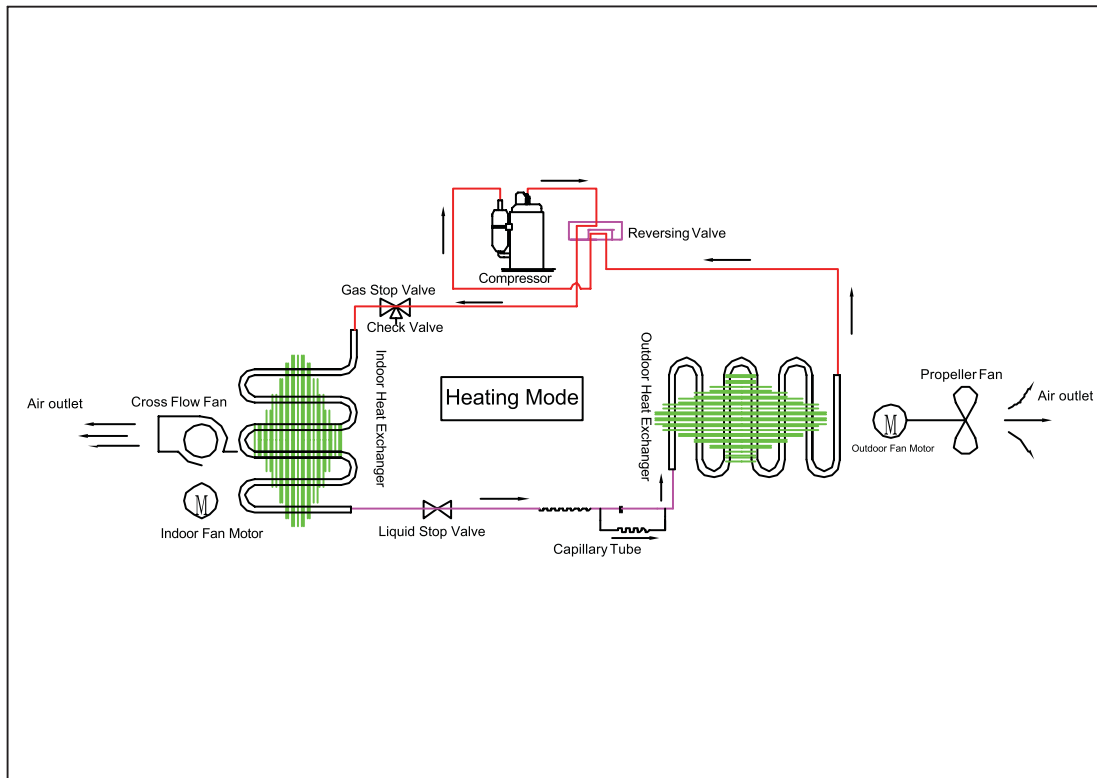 Reversing Valve
Compressor
Gas Stop Valve
Check Valve
Indoor Heat Exchanger
Outdoor Heat Exchanger
Heating Mode
Propeller Fan
Air outlet
Cross Flow Fan
Air outlet
M
Outdoor Fan Motor
M
Indoor Fan Motor
Liquid Stop Valve
Capillary Tube